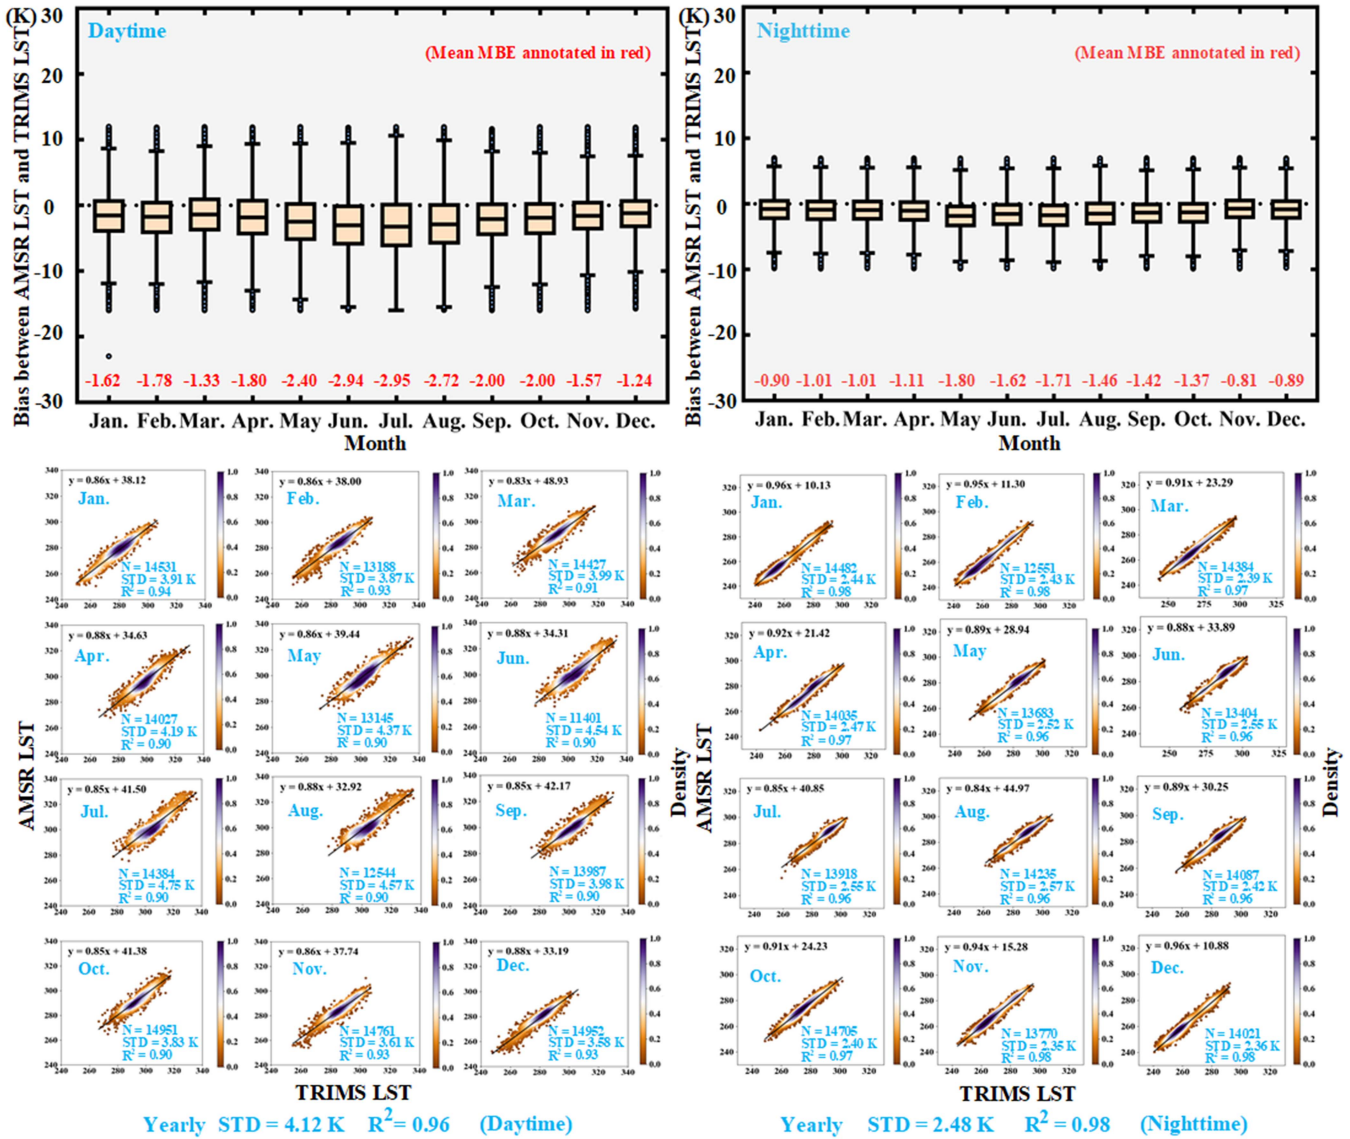 (K)
Bias between AMSR LST and TRIMS LST
Daytime
(Mean MBE annotated in red)
30
20
10
0
-10
-20
-30
-1.62 -1.78 -1.33 -1.80 -2.40 -2.94 -2.95 -2.72 -2.00 -2.00 -1.57 -1.24
Jan. Feb. Mar. Apr. May Jun. Jul. Aug. Sep. Oct. Nov. Dec.
Month
(K)
Bias between AMSR LST and TRIMS LST
Nighttime
(Mean MBE annotated in red)
30
20
10
0
-10
-20
-30
-0.90 -1.01 -1.01 -1.11 -1.80 -1.62 -1.71 -1.46 -1.42 -1.37 -0.81 -0.89
Jan. Feb. Mar. Apr. May Jun. Jul. Aug. Sep. Oct. Nov. Dec.
Month
AMSR LST
y = 0.86x + 38.12
Jan.
N = 14531
STD = 3.91 K
R² = 0.94
y = 0.86x + 38.00
Feb.
N = 13188
STD = 3.87 K
R² = 0.93
y = 0.83x + 48.93
Mar.
N = 14427
STD = 3.99 K
R² = 0.91
y = 0.88x + 34.63
Apr.
N = 14027
STD = 4.19 K
R² = 0.90
y = 0.86x + 39.44
May
N = 13145
STD = 4.37 K
R² = 0.90
y = 0.88x + 34.31
Jun.
N = 11401
STD = 4.54 K
R² = 0.90
y = 0.85x + 41.50
Jul.
N = 14384
STD = 4.75 K
R² = 0.90
y = 0.88x + 32.92
Aug.
N = 12544
STD = 4.57 K
R² = 0.90
y = 0.85x + 42.17
Sep.
N = 13987
STD = 3.98 K
R² = 0.90
y = 0.85x + 41.38
Oct.
N = 14951
STD = 3.83 K
R² = 0.90
y = 0.86x + 37.74
Nov.
N = 14761
STD = 3.61 K
R² = 0.93
y = 0.88x + 33.19
Dec.
N = 14952
STD = 3.58 K
R² = 0.93
Density
TRIMS LST
Yearly STD = 4.12 K R² = 0.96 (Daytime)
AMSR LST
y = 0.96x + 10.13
Jan.
N = 14482
STD = 2.44 K
R² = 0.98
y = 0.95x + 11.30
Feb.
N = 12551
STD = 2.43 K
R² = 0.98
y = 0.91x + 23.29
Mar.
N = 14384
STD = 2.39 K
R² = 0.97
y = 0.92x + 21.42
Apr.
N = 14035
STD = 2.47 K
R² = 0.97
y = 0.89x + 28.94
May
N = 13683
STD = 2.52 K
R² = 0.96
y = 0.88x + 33.89
Jun.
N = 13404
STD = 2.55 K
R² = 0.96
y = 0.85x + 40.85
Jul.
N = 13918
STD = 2.55 K
R² = 0.96
y = 0.84x + 44.97
Aug.
N = 14235
STD = 2.57 K
R² = 0.96
y = 0.89x + 30.25
Sep.
N = 14087
STD = 2.42 K
R² = 0.96
y = 0.91x + 24.23
Oct.
N = 14705
STD = 2.40 K
R² = 0.97
y = 0.94x + 15.28
Nov.
N = 13770
STD = 2.35 K
R² = 0.98
y = 0.96x + 10.88
Dec.
N = 14021
STD = 2.36 K
R² = 0.98
Density
TRIMS LST
Yearly STD = 2.48 K R² = 0.98 (Nighttime)